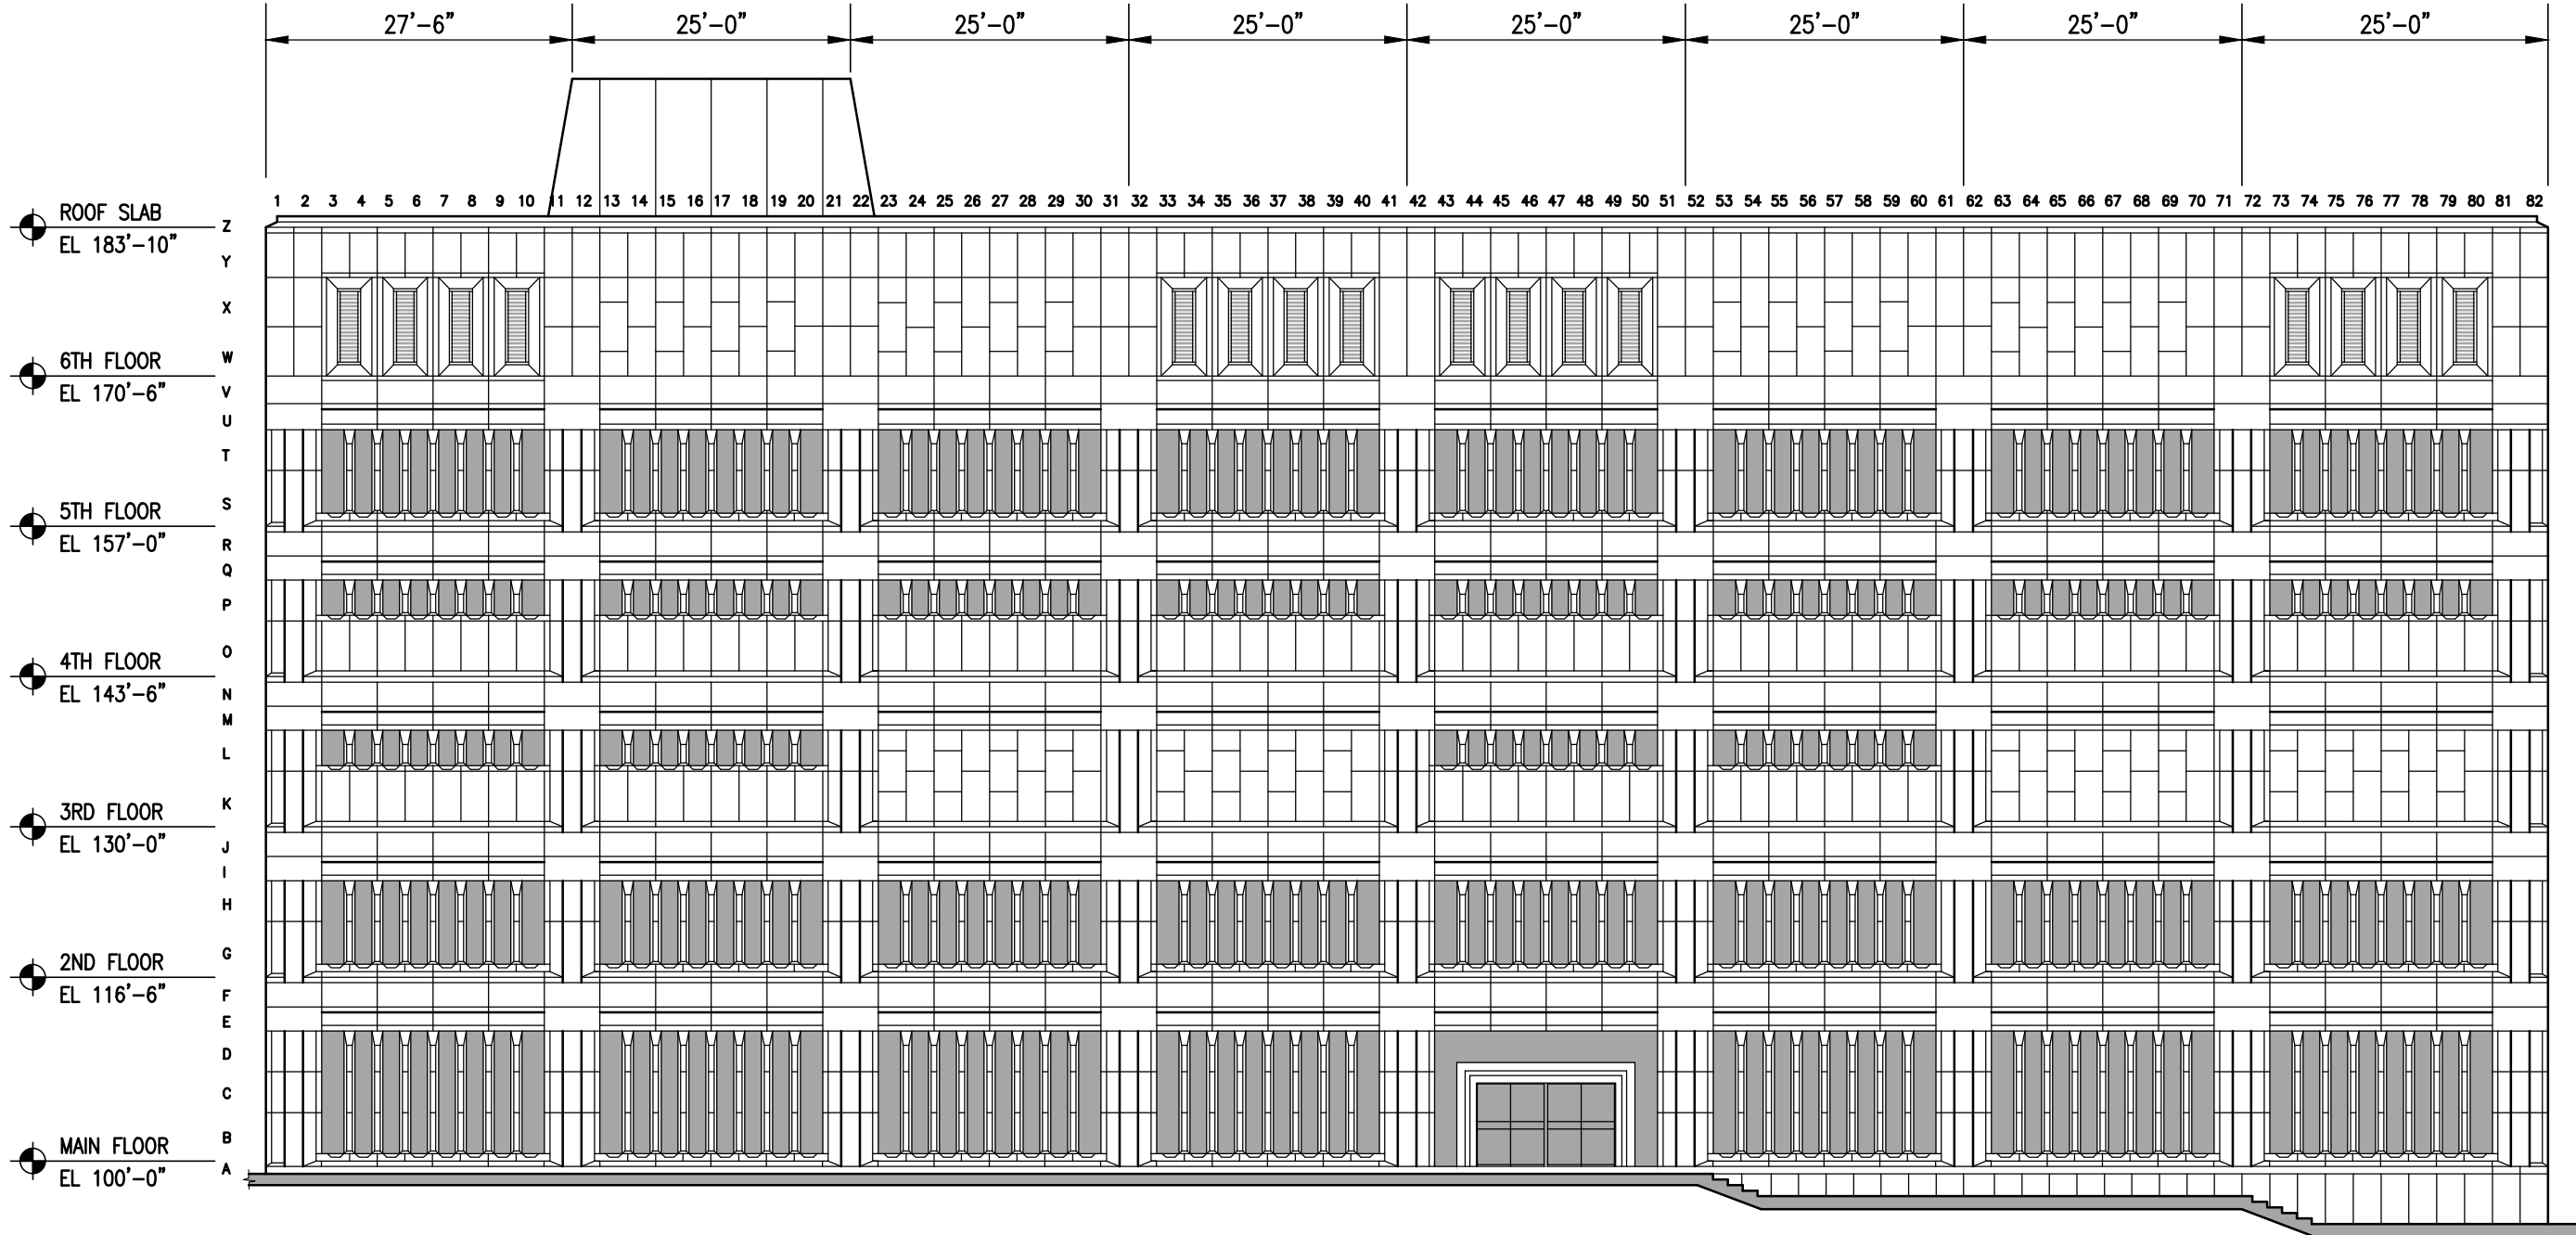 27'-6" 25'-0" 25'-0" 25'-0" 25'-0" 25'-0" 25'-0" 25'-0"
1 2 3 4 5 6 7 8 9 10 11 12 13 14 15 16 17 18 19 20 21 22 23 24 25 26 27 28 29 30 31 32 33 34 35 36 37 38 39 40 41 42 43 44 45 46 47 48 49 50 51 52 53 54 55 56 57 58 59 60 61 62 63 64 65 66 67 68 69 70 71 72 73 74 75 76 77 78 79 80 81 82
ROOF SLAB
EL 183'-10"
Z
Y
X
6TH FLOOR
EL 170'-6"
W
V
U
T
5TH FLOOR
EL 157'-0"
S
R
Q
P
4TH FLOOR
EL 143'-6"
O
N
M
L
3RD FLOOR
EL 130'-0"
K
J
I
H
2ND FLOOR
EL 116'-6"
G
F
E
D
C
MAIN FLOOR
EL 100'-0"
B
A